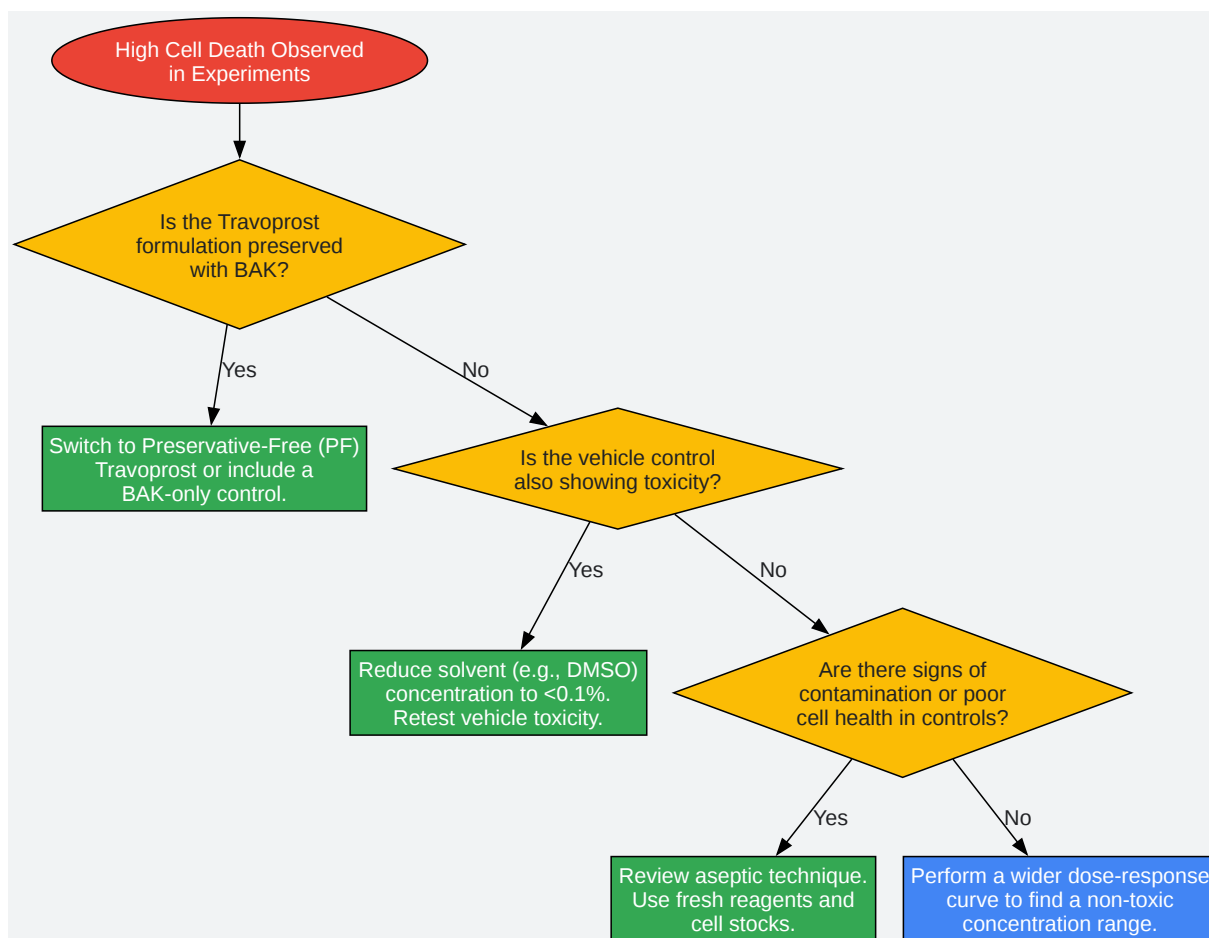 High Cell Death Observed
in Experiments
Is the Travoprost
formulation preserved
with BAK?
Yes
No
Switch to Preservative-Free (PF)
Travoprost or include a
BAK-only control.
Is the vehicle control
also showing toxicity?
Yes
No
Reduce solvent (e.g., DMSO)
concentration to <0.1%.
Retest vehicle toxicity.
Are there signs of
contamination or poor
cell health in controls?
Yes
No
Review aseptic technique.
Use fresh reagents and
cell stocks.
Perform a wider dose-response
curve to find a non-toxic
concentration range.